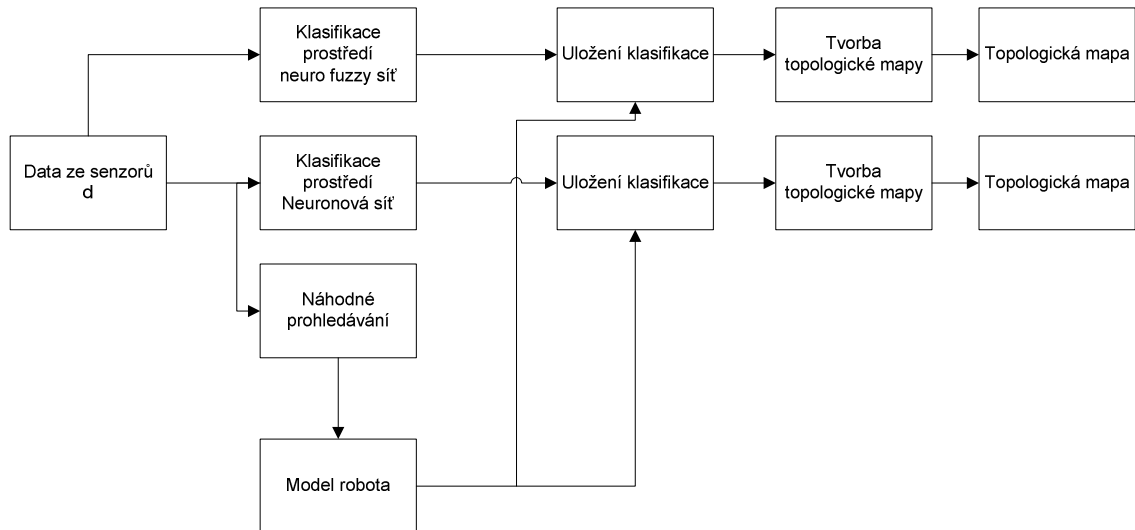 Klasifikace
prostředí
neuro fuzzy síť
Uložení klasifikace
Tvorba
topologické mapy
Topologická mapa
Data ze senzorů
d
Klasifikace
prostředí
Neuronová síť
Uložení klasifikace
Tvorba
topologické mapy
Topologická mapa
Náhodné
prohledávání
Model robota